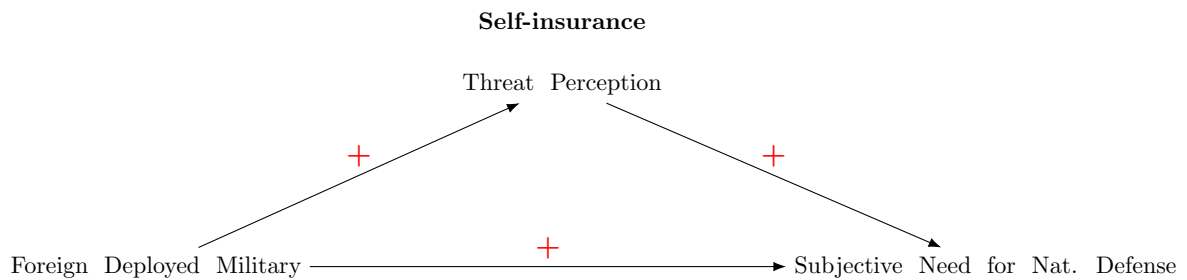 Self-insurance
Threat Perception
+ +
+
Foreign Deployed Military Subjective Need for Nat. Defense